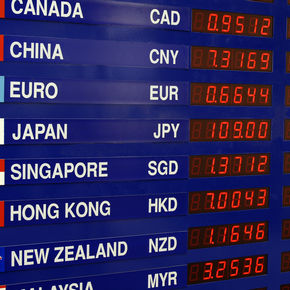 CANADA CAD 0.9512
CHINA CNY 7.3169
EURO EUR 0.6644
JAPAN JPY 109.00
SINGAPORE SGD 1.3712
HONG KONG HKD 7.0043
NEW ZEALAND NZD 1.1646
MALAYSIA MYR 3.2536